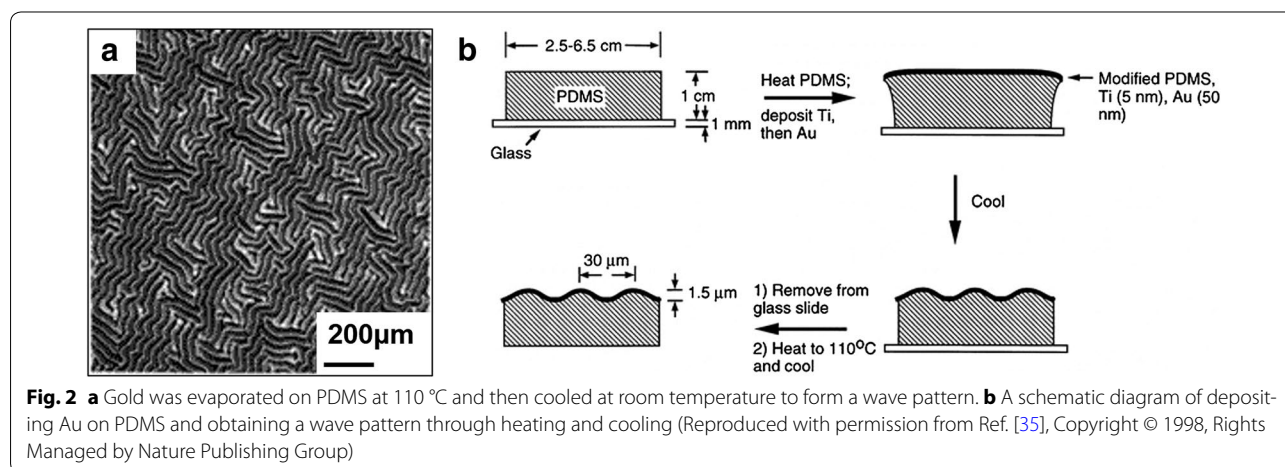 a
200μm
b
2.5-6.5 cm
PDMS
1 cm
1 mm
Glass
Heat PDMS;
deposit Ti,
then Au
Modified PDMS,
Ti (5 nm), Au (50
nm)
Cool
30 μm
1.5 μm
1) Remove from
glass slide
2) Heat to 110°C
and cool
Fig. 2 a Gold was evaporated on PDMS at 110 °C and then cooled at room temperature to form a wave pattern. b A schematic diagram of deposit-
ing Au on PDMS and obtaining a wave pattern through heating and cooling (Reproduced with permission from Ref. [35], Copyright © 1998, Rights
Managed by Nature Publishing Group)